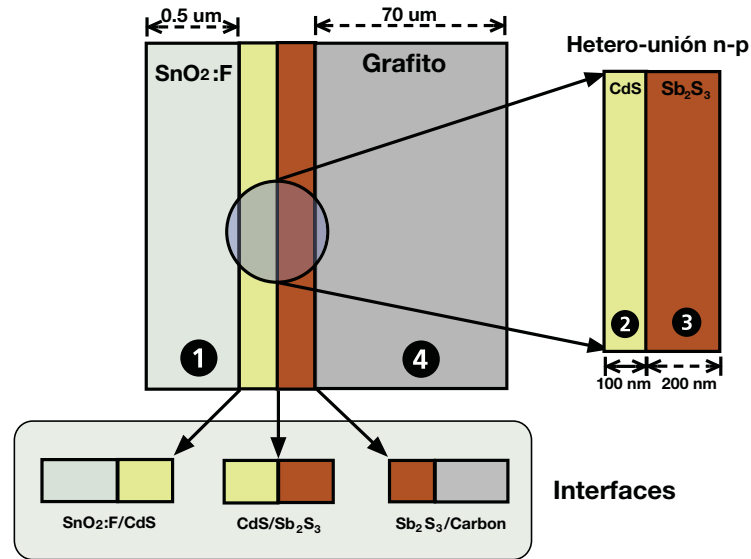 0.5 um
70 um
SnO2:F
Grafito
Hetero-unión n-p
CdS
Sb2S3
1
4
2
3
100 nm
200 nm
SnO2:F/CdS
CdS/Sb2S3
Sb2S3/Carbon
Interfaces